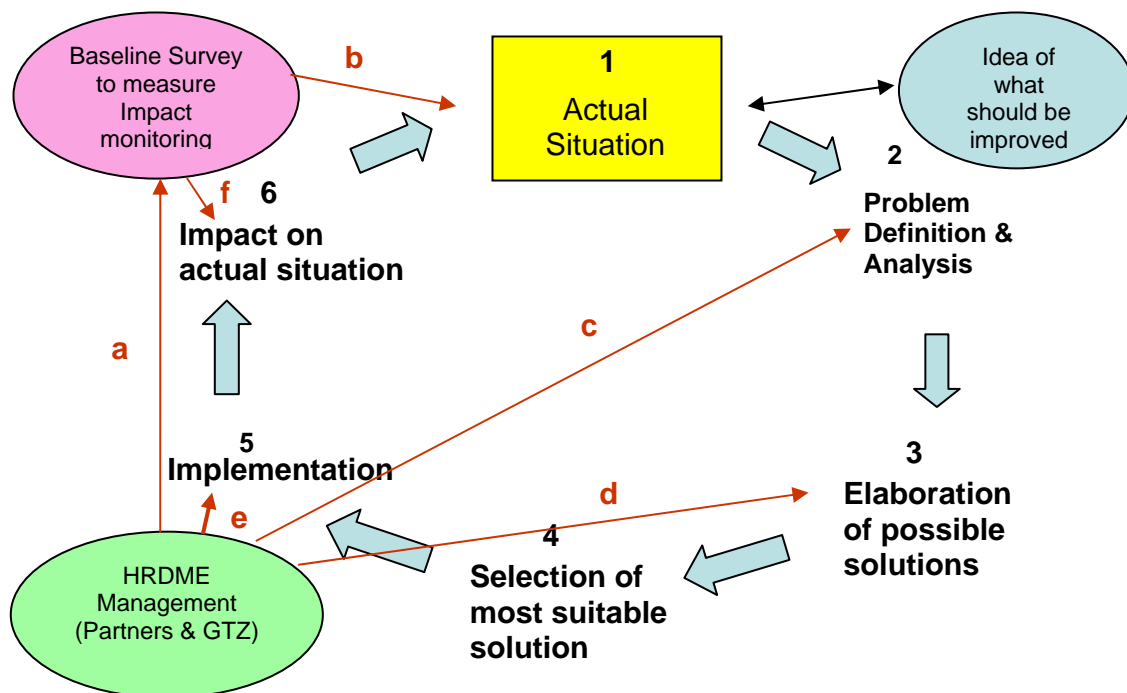 Baseline Survey
to measure
Impact
monitoring
b
1
Actual
Situation
Idea of
what
should be
improved
2
Problem
Definition &
Analysis
f
6
Impact on
actual situation
a
c
5
Implementation
e
d
3
Elaboration
of possible
solutions
4
Selection of
most suitable
solution
HRDME
Management
(Partners & GTZ)